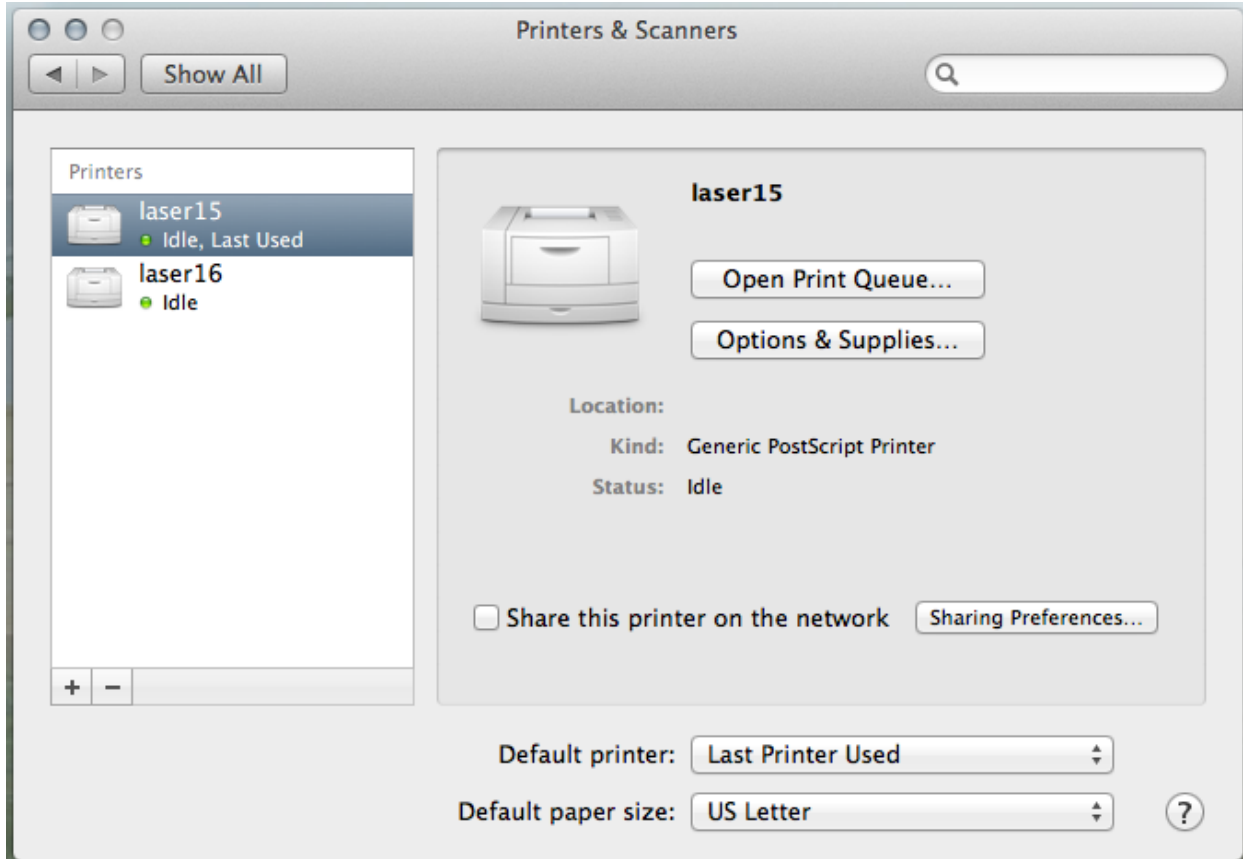 Printers & Scanners
Show All
Printers
laser15
Idle, Last Used
laser16
Idle
+ −
laser15
Open Print Queue...
Options & Supplies...
Location:
Kind: Generic PostScript Printer
Status: Idle
Share this printer on the network Sharing Preferences...
Default printer: Last Printer Used
Default paper size: US Letter ?